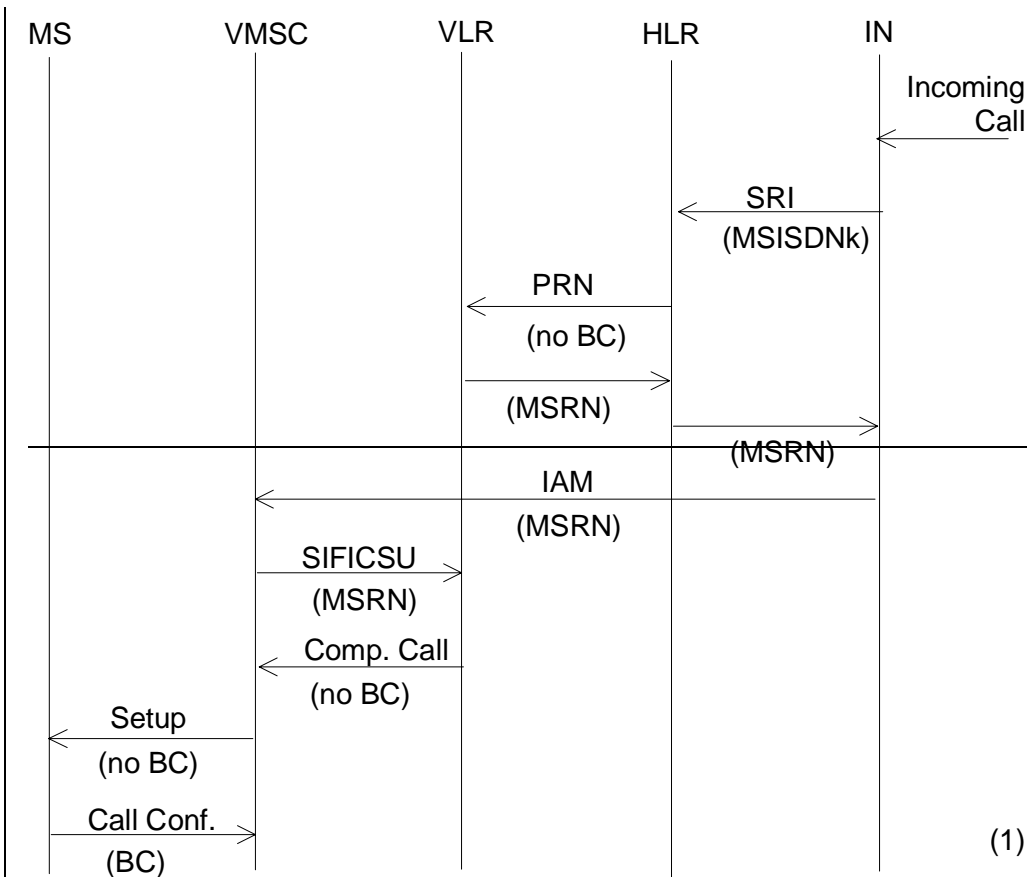 MS VMSC VLR HLR IN
Incoming
Call
SRI
(MSISDNk)
PRN
(no BC)
(MSRN)
(MSRN)
IAM
(MSRN)
SIFICSU
(MSRN)
Comp. Call
(no BC)
Setup
(no BC)
Call Conf.
(BC)
(1)